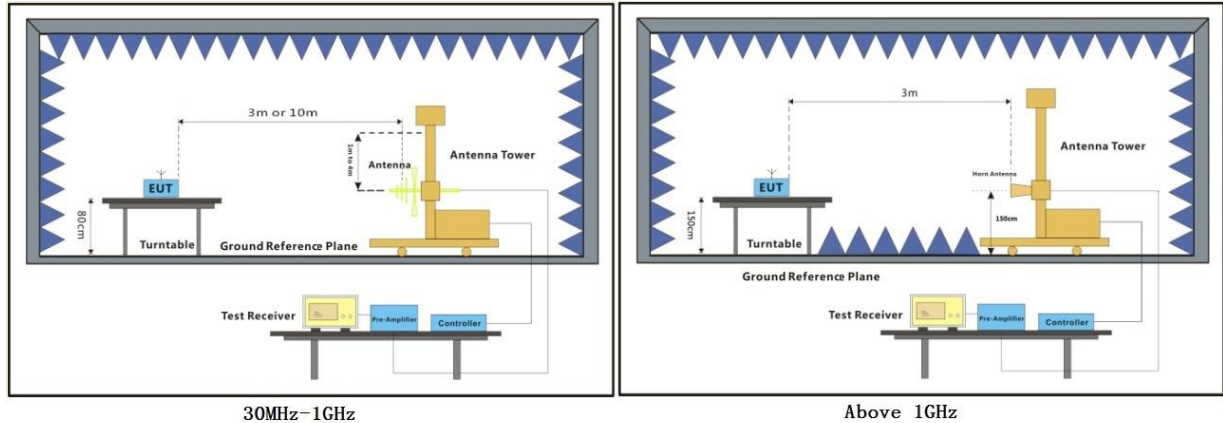 3m or 10m
1m to 4m
Antenna
Antenna Tower
EUT
80cm
Turntable
Ground Reference Plane
Test Receiver
Pre-Amplifier
Controller
30MHz-1GHz
3m
Antenna Tower
Horn Antenna
EUT
150cm
150cm
Turntable
Ground Reference Plane
Test Receiver
Pre-Amplifier
Controller
Above 1GHz